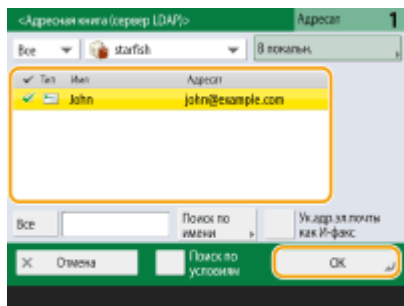 <Адресная книга (сервер LDAP)> Адресат 1
Все starfish В локальн.
Тип Имя Адресат
John john@example.com
Все Поиск по имени Ук.адр.эл.почты как И-факс
Отмена Поиск по условиям OK